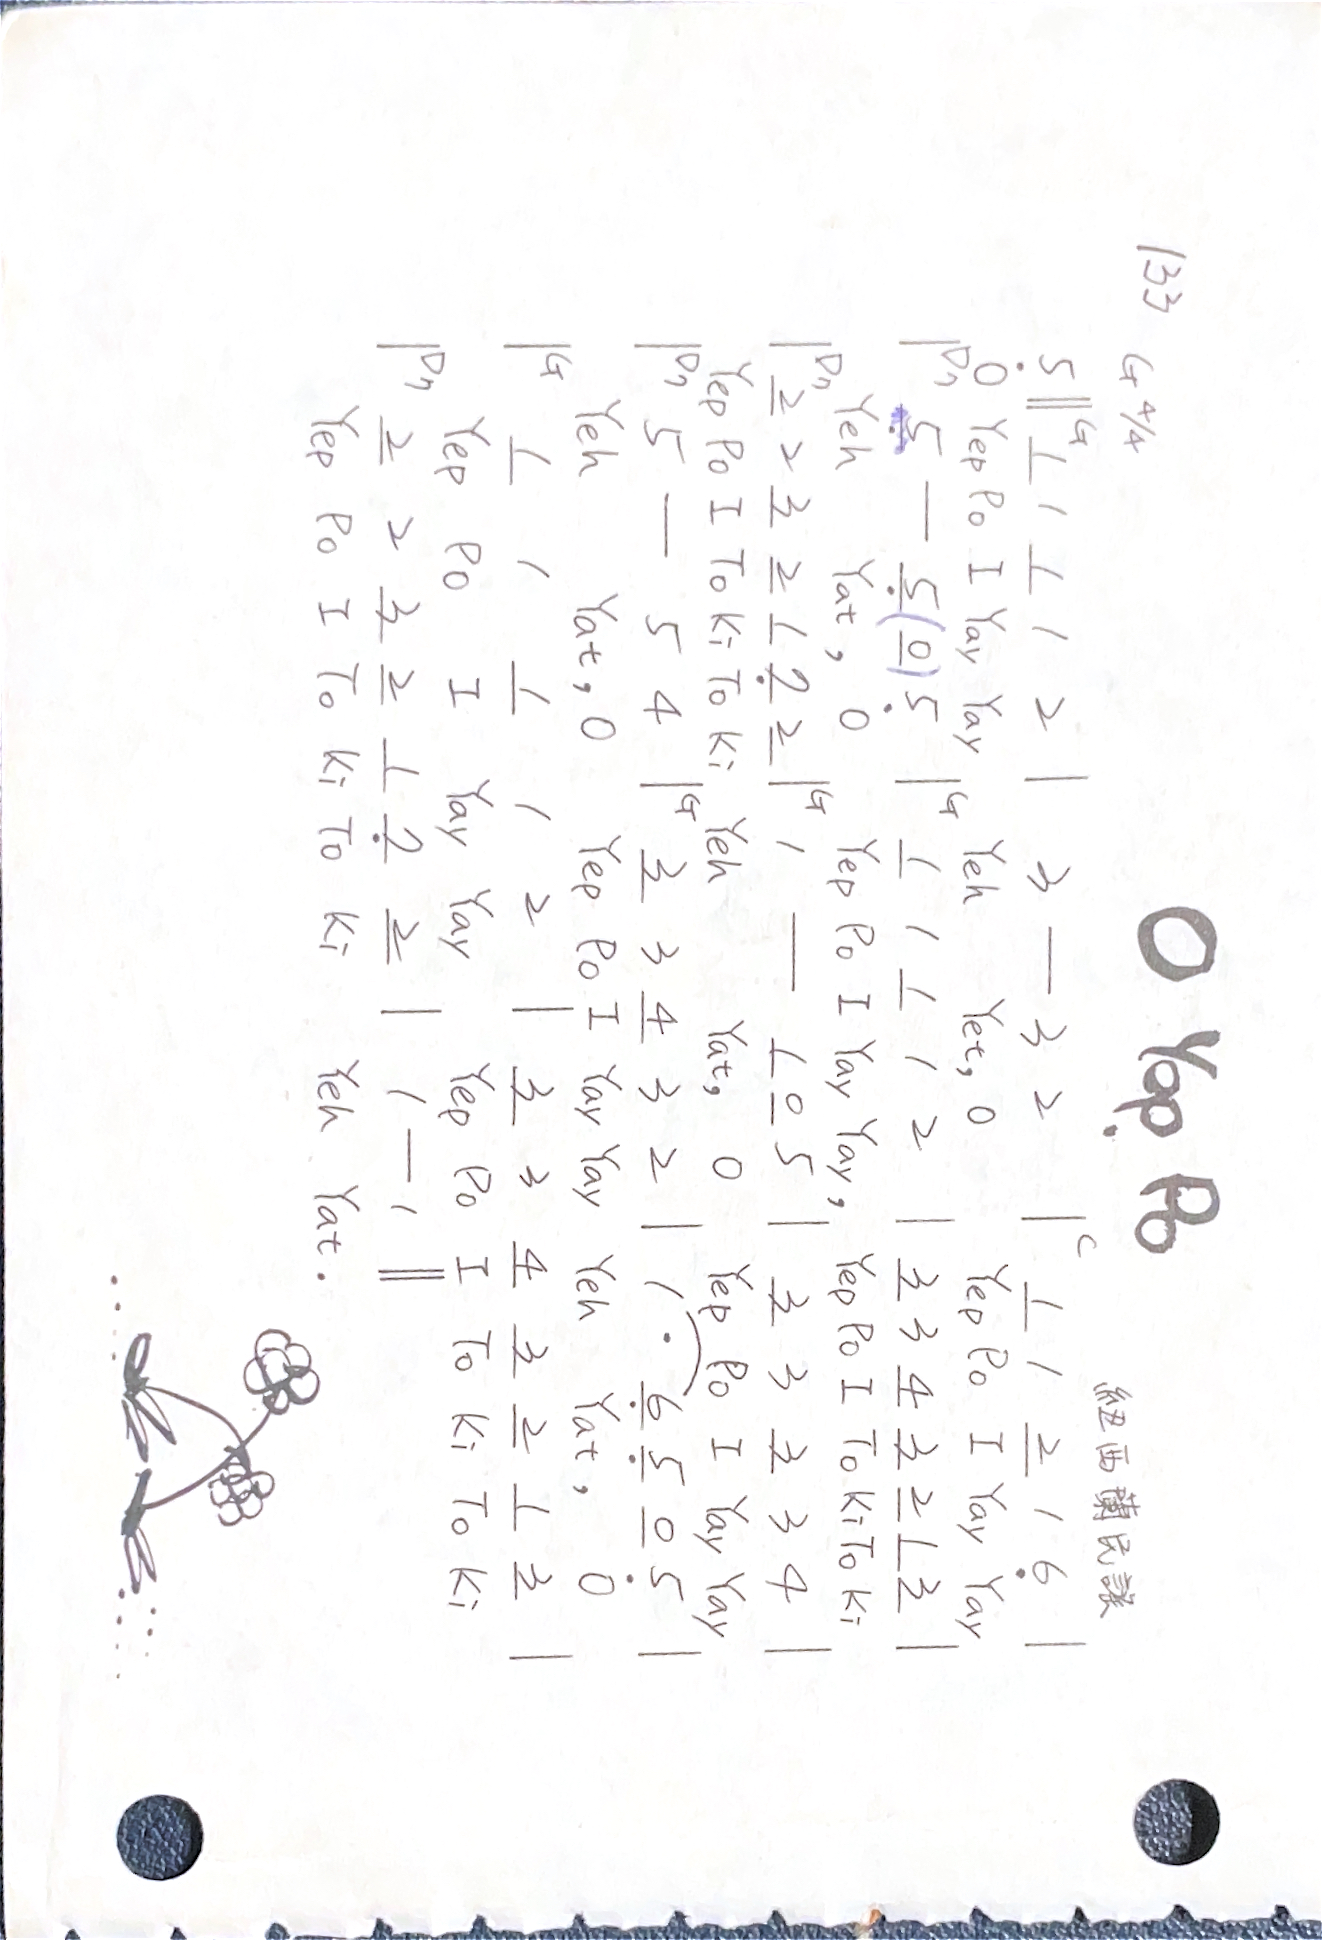 O Yep Po
133
G 4/4
紐西蘭民謠
5 ‖ G 1 1 1 1 2 | 3 — 3 2 | C 1 1 2 1 6 |
O Yep Po I Yay Yay Yeh Yet, O Yep Po I Yay Yay
| D7 5 — 5 (0) 5 | G 1 1 1 1 2 | 3 3 4 3 2 1 3 |
Yeh Yat, O Yep Po I Yay Yay, Yep Po I To Ki To Ki
| D7 2 2 3 2 1 7 2 | G 1 — 1 0 5 | 3 3 3 3 4 |
Yep Po I To Ki To Ki Yeh Yat, O Yep Po I Yay Yay
| D7 5 — 5 4 | G 3 3 4 3 2 | 1 · 6 5 0 5 |
Yeh Yat, O Yep Po I Yay Yay Yeh Yat, O
| G 1 1 1 1 2 | 3 3 4 3 2 1 3 |
Yep Po I Yay Yay Yep Po I To Ki To Ki
| D7 2 2 3 2 1 7 2 | 1 — 1 ‖
Yep Po I To Ki To Ki Yeh Yat.